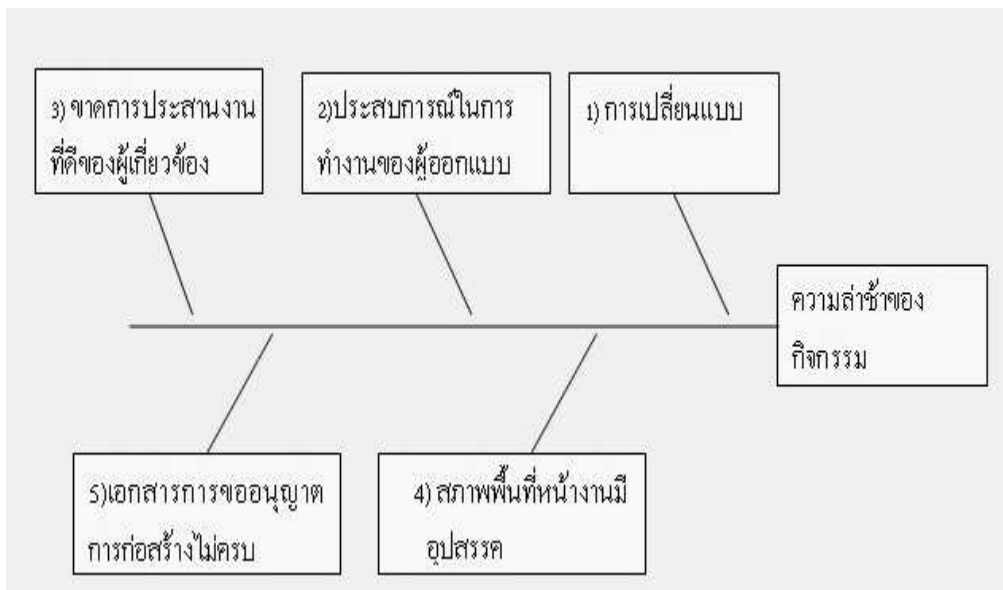 3) ขาดการประสานงาน
ที่ดีของผู้เกี่ยวข้อง
2)ประสบการณ์ในการ
ทำงานของผู้ออกแบบ
1) การเปลี่ยนแบบ
ความล่าช้าของ
กิจกรรม
5)เอกสารการขออนุญาต
การก่อสร้างไม่ครบ
4) สภาพพื้นที่หน้างานมี
อุปสรรค